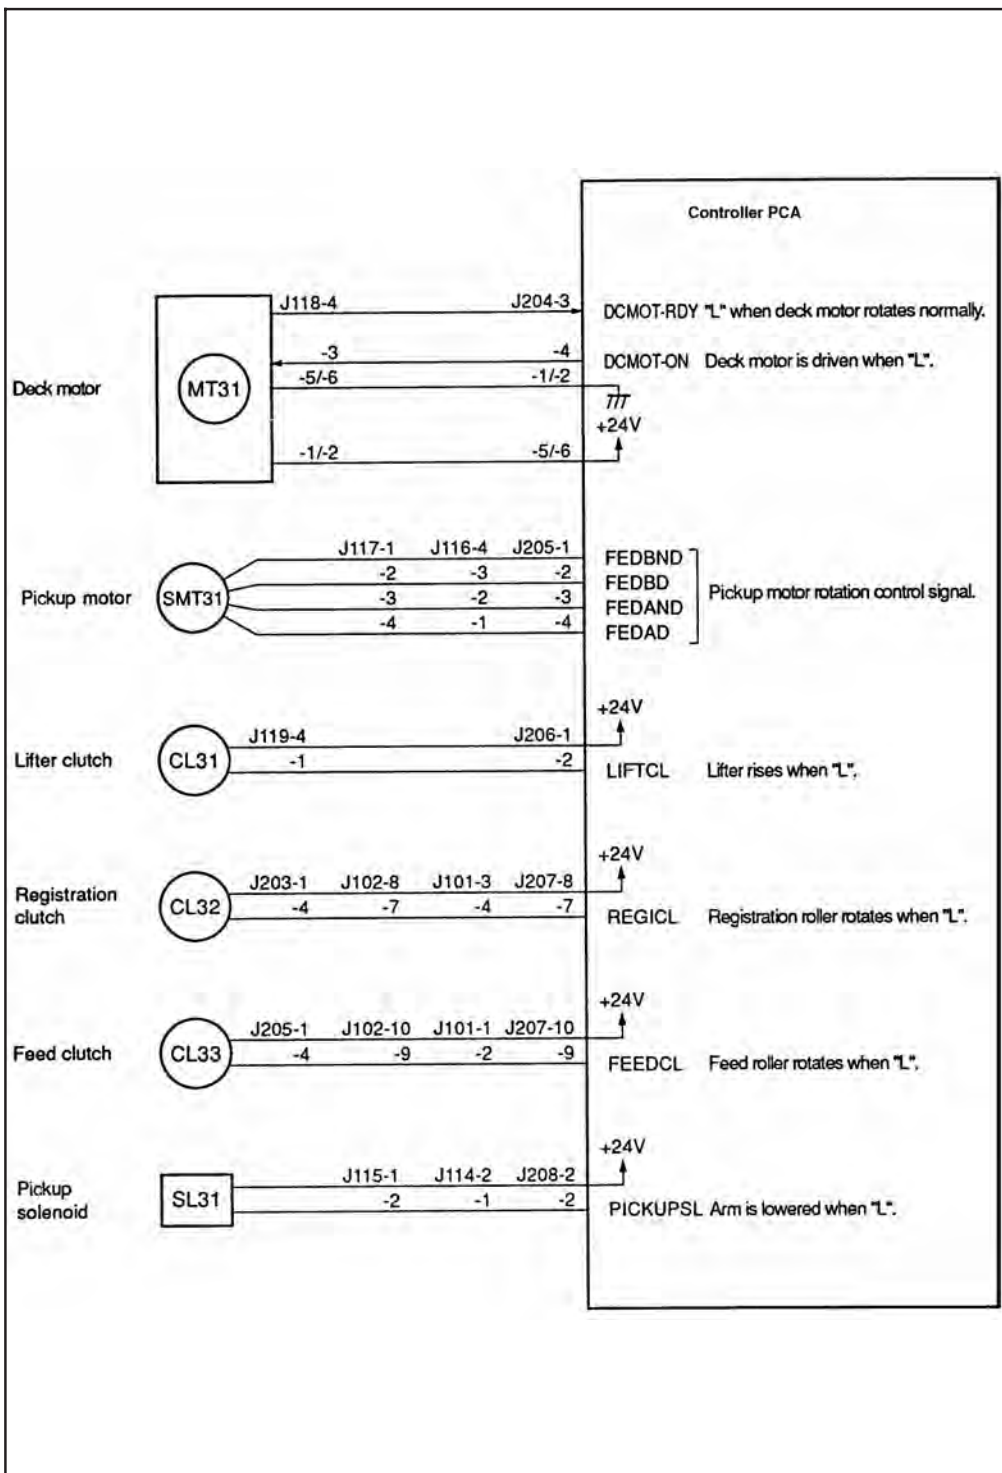 Controller PCA
J118-4 J204-3 DCMOT-RDY "L" when deck motor rotates normally.
-3 -4 DCMOT-ON Deck motor is driven when "L".
Deck motor MT31 -5/-6 -1/-2
+24V
-1/-2 -5/-6
J117-1 J116-4 J205-1 FEDBND
-2 -3 -2 FEDBD
Pickup motor SMT31 -3 -2 -3 FEDAND Pickup motor rotation control signal.
-4 -1 -4 FEDAD
+24V
J119-4 J206-1
Lifter clutch CL31 -1 -2 LIFTCL Lifter rises when "L".
+24V
J203-1 J102-8 J101-3 J207-8
Registration
clutch CL32 -4 -7 -4 -7 REGICL Registration roller rotates when "L".
+24V
J205-1 J102-10 J101-1 J207-10
Feed clutch CL33 -4 -9 -2 -9 FEEDCL Feed roller rotates when "L".
+24V
J115-1 J114-2 J208-2
Pickup
solenoid SL31 -2 -1 -2 PICKUPSL Arm is lowered when "L".